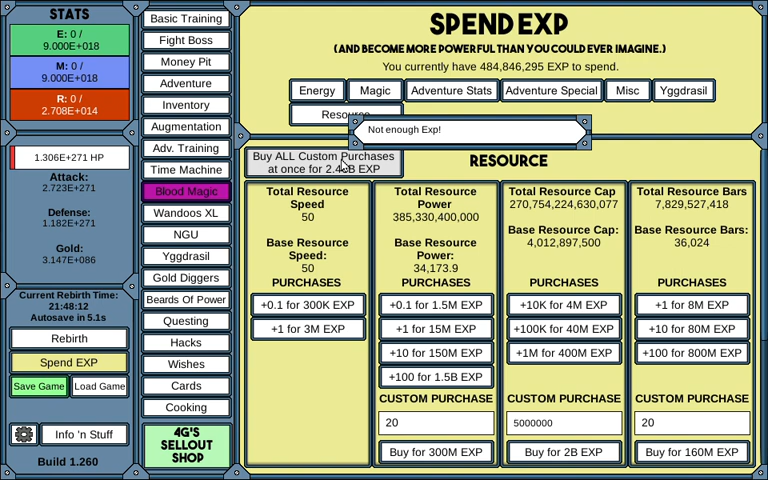 STATS
E: 0 /
9.000E+018
M: 0 /
9.000E+018
R: 0 /
2.708E+014
1.306E+271 HP
Attack:
2.723E+271
Defense:
1.182E+271
Gold:
3.147E+086
Current Rebirth Time:
21:48:12
Autosave in 5.1s
Rebirth
Spend EXP
Save Game
Load Game
Info 'n Stuff
Build 1.260
Basic Training
Fight Boss
Money Pit
Adventure
Inventory
Augmentation
Adv. Training
Time Machine
Blood Magic
Wandoos XL
NGU
Yggdrasil
Gold Diggers
Beards Of Power
Questing
Hacks
Wishes
Cards
Cooking
4G'S
SELLOUT
SHOP
SPEND EXP
(AND BECOME MORE POWERFUL THAN YOU COULD EVER IMAGINE.)
You currently have 484,846,295 EXP to spend.
Energy
Magic
Adventure Stats
Adventure Special
Misc
Yggdrasil
Not enough Exp!
Buy ALL Custom Purchases
at once for EXP
RESOURCE
Total Resource
Speed
50
Base Resource
Speed:
50
PURCHASES
+0.1 for 300K EXP
+1 for 3M EXP
Total Resource
Power
385,330,400,000
Base Resource
Power:
34,173.9
PURCHASES
+0.1 for 1.5M EXP
+1 for 15M EXP
+10 for 150M EXP
+100 for 1.5B EXP
CUSTOM PURCHASE
20
Buy for 300M EXP
Total Resource Cap
270,754,224,630,077
Base Resource Cap:
4,012,897,500
PURCHASES
+10K for 4M EXP
+100K for 40M EXP
+1M for 400M EXP
CUSTOM PURCHASE
5000000
Buy for 2B EXP
Total Resource Bars
7,829,527,418
Base Resource Bars:
36,024
PURCHASES
+1 for 8M EXP
+10 for 80M EXP
+100 for 800M EXP
CUSTOM PURCHASE
20
Buy for 160M EXP